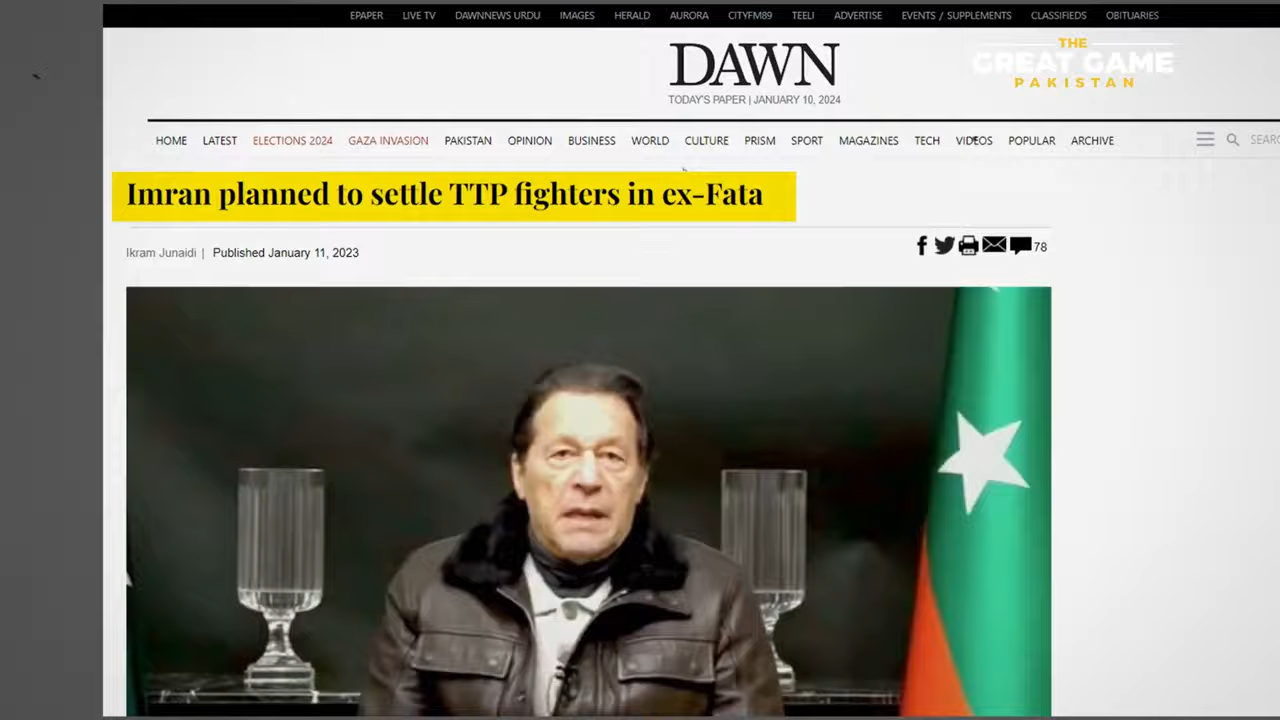 EPAPER LIVE TV DAWNNEWS URDU IMAGES HERALD AURORA CITYFM89 TEELI ADVERTISE EVENTS / SUPPLEMENTS CLASSIFIEDS OBITUARIES
DAWN
TODAY'S PAPER | JANUARY 10, 2024
THE
GREAT GAME
PAKISTAN
HOME LATEST ELECTIONS 2024 GAZA INVASION PAKISTAN OPINION BUSINESS WORLD CULTURE PRISM SPORT MAGAZINES TECH VIDEOS POPULAR ARCHIVE SEARC
Imran planned to settle TTP fighters in ex-Fata
Ikram Junaidi | Published January 11, 2023
78